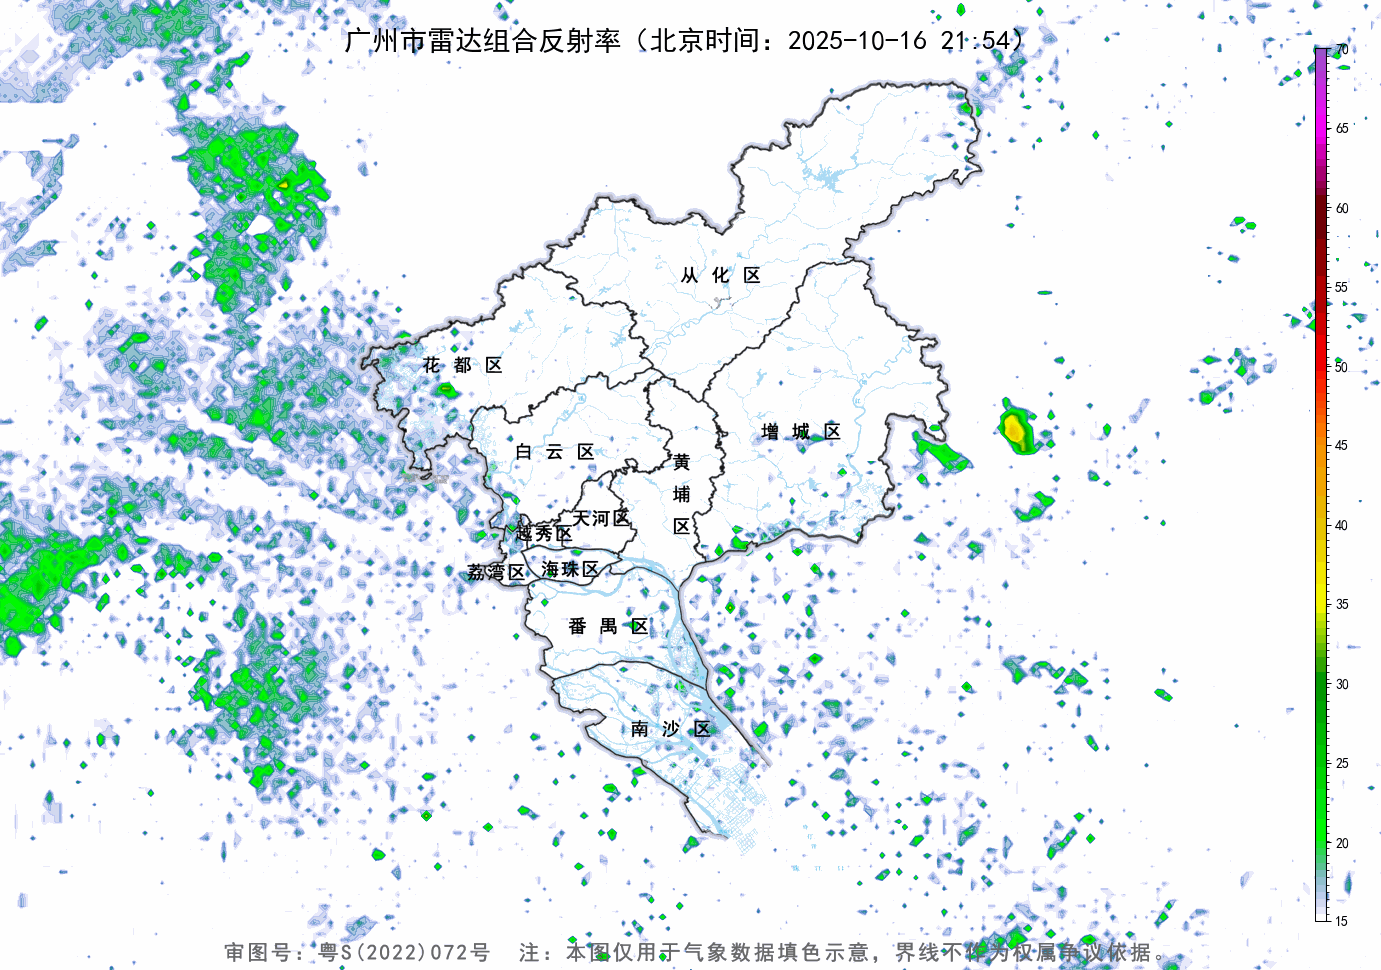 广州市雷达组合反射率（北京时间：2025-10-16 21:54）
70
65
60
55
50
45
40
35
30
25
20
15
从化区
花都区
增城区
白云区
黄埔区
天河区
越秀区
荔湾区
海珠区
番禺区
南沙区
审图号：粤S(2022)072号 注：本图仅用于气象数据填色示意，界线不作为权属争议依据。